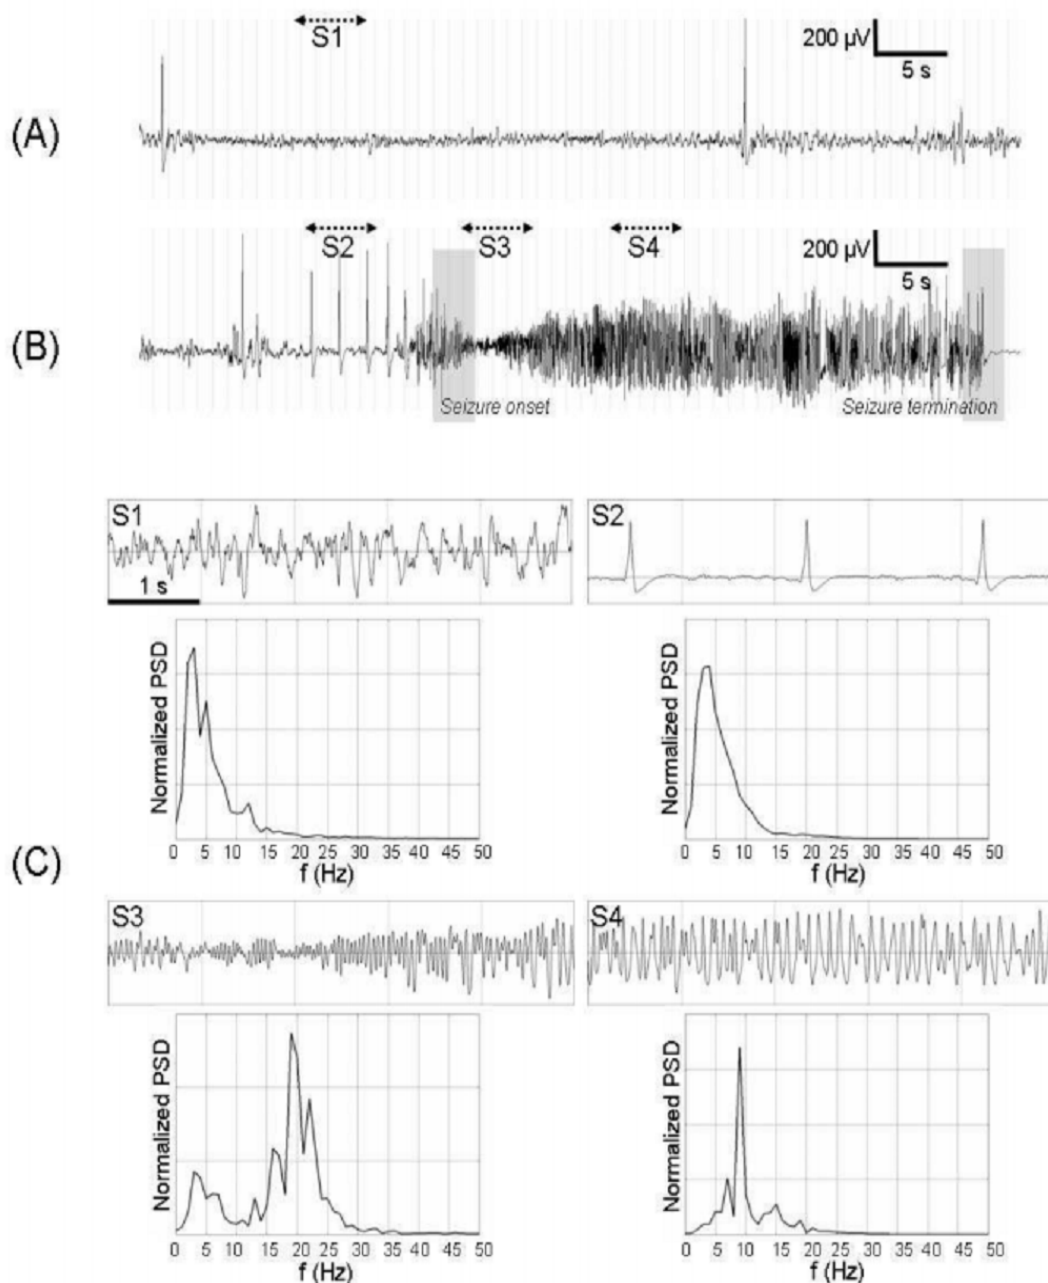 S1
200 µV
5 s
(A)
S2
S3
S4
200 µV
5 s
(B)
Seizure onset
Seizure termination
S1
1 s
S2
Normalized PSD
0 5 10 15 20 25 30 35 40 45 50
f (Hz)
Normalized PSD
0 5 10 15 20 25 30 35 40 45 50
f (Hz)
(C)
S3
S4
Normalized PSD
0 5 10 15 20 25 30 35 40 45 50
f (Hz)
Normalized PSD
0 5 10 15 20 25 30 35 40 45 50
f (Hz)